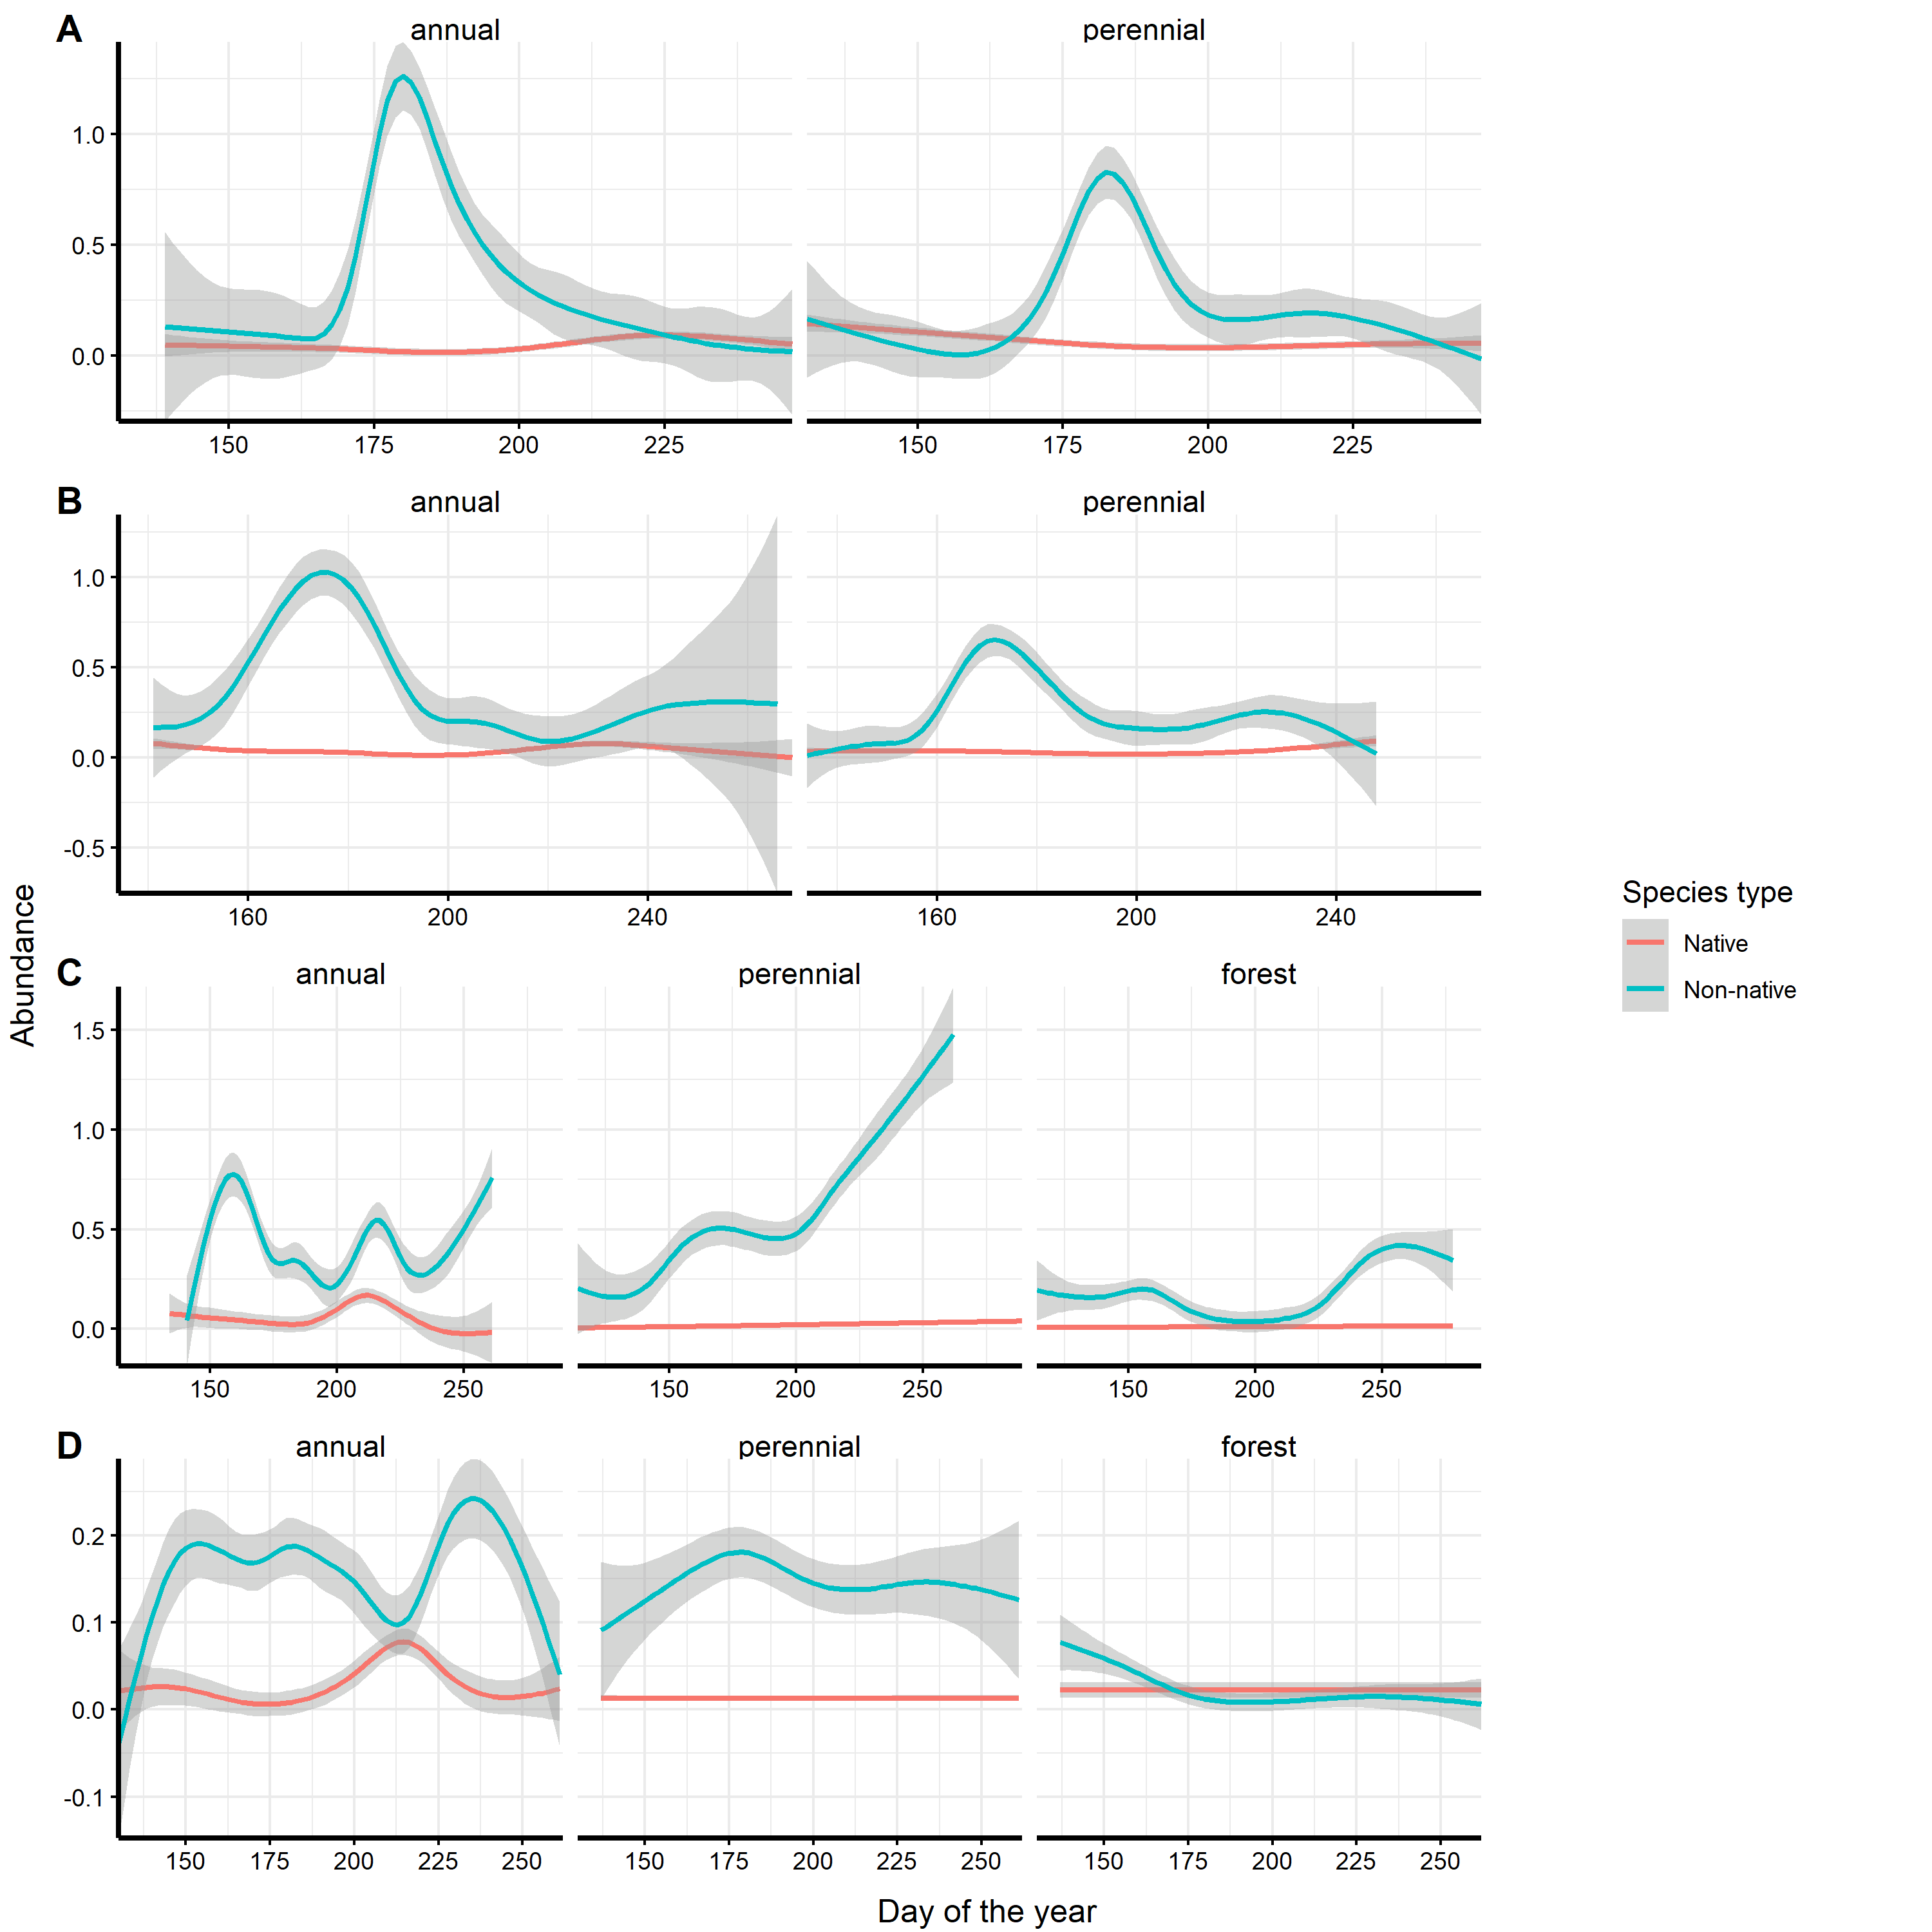 A
annual
perennial
1.0
0.5
0.0
150 175 200 225
150 175 200 225
B
annual
perennial
1.0
0.5
0.0
-0.5
160 200 240
160 200 240
C
annual
perennial
forest
1.5
1.0
0.5
0.0
150 200 250
150 200 250
150 200 250
D
annual
perennial
forest
0.2
0.1
0.0
-0.1
150 175 200 225 250
150 175 200 225 250
150 175 200 225 250
Abundance
Day of the year
Species type
Native
Non-native